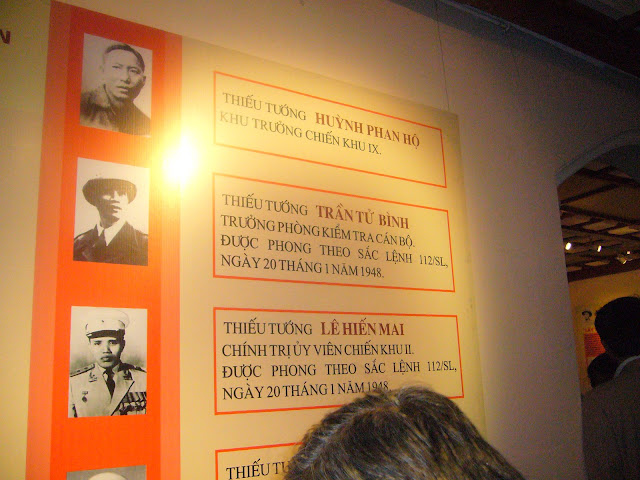 THIẾU TƯỚNG HUỲNH PHAN HỘ
KHU TRƯỞNG CHIẾN KHU IX.
THIẾU TƯỚNG TRẦN TỬ BÌNH
TRƯỞNG PHÒNG KIỂM TRA CÁN BỘ.
ĐƯỢC PHONG THEO SẮC LỆNH 112/SL,
NGÀY 20 THÁNG 1 NĂM 1948.
THIẾU TƯỚNG LÊ HIẾN MAI
CHÍNH TRỊ ỦY VIÊN CHIẾN KHU II.
ĐƯỢC PHONG THEO SẮC LỆNH 112/SL,
NGÀY 20 THÁNG 1 NĂM 1948
THIẾU